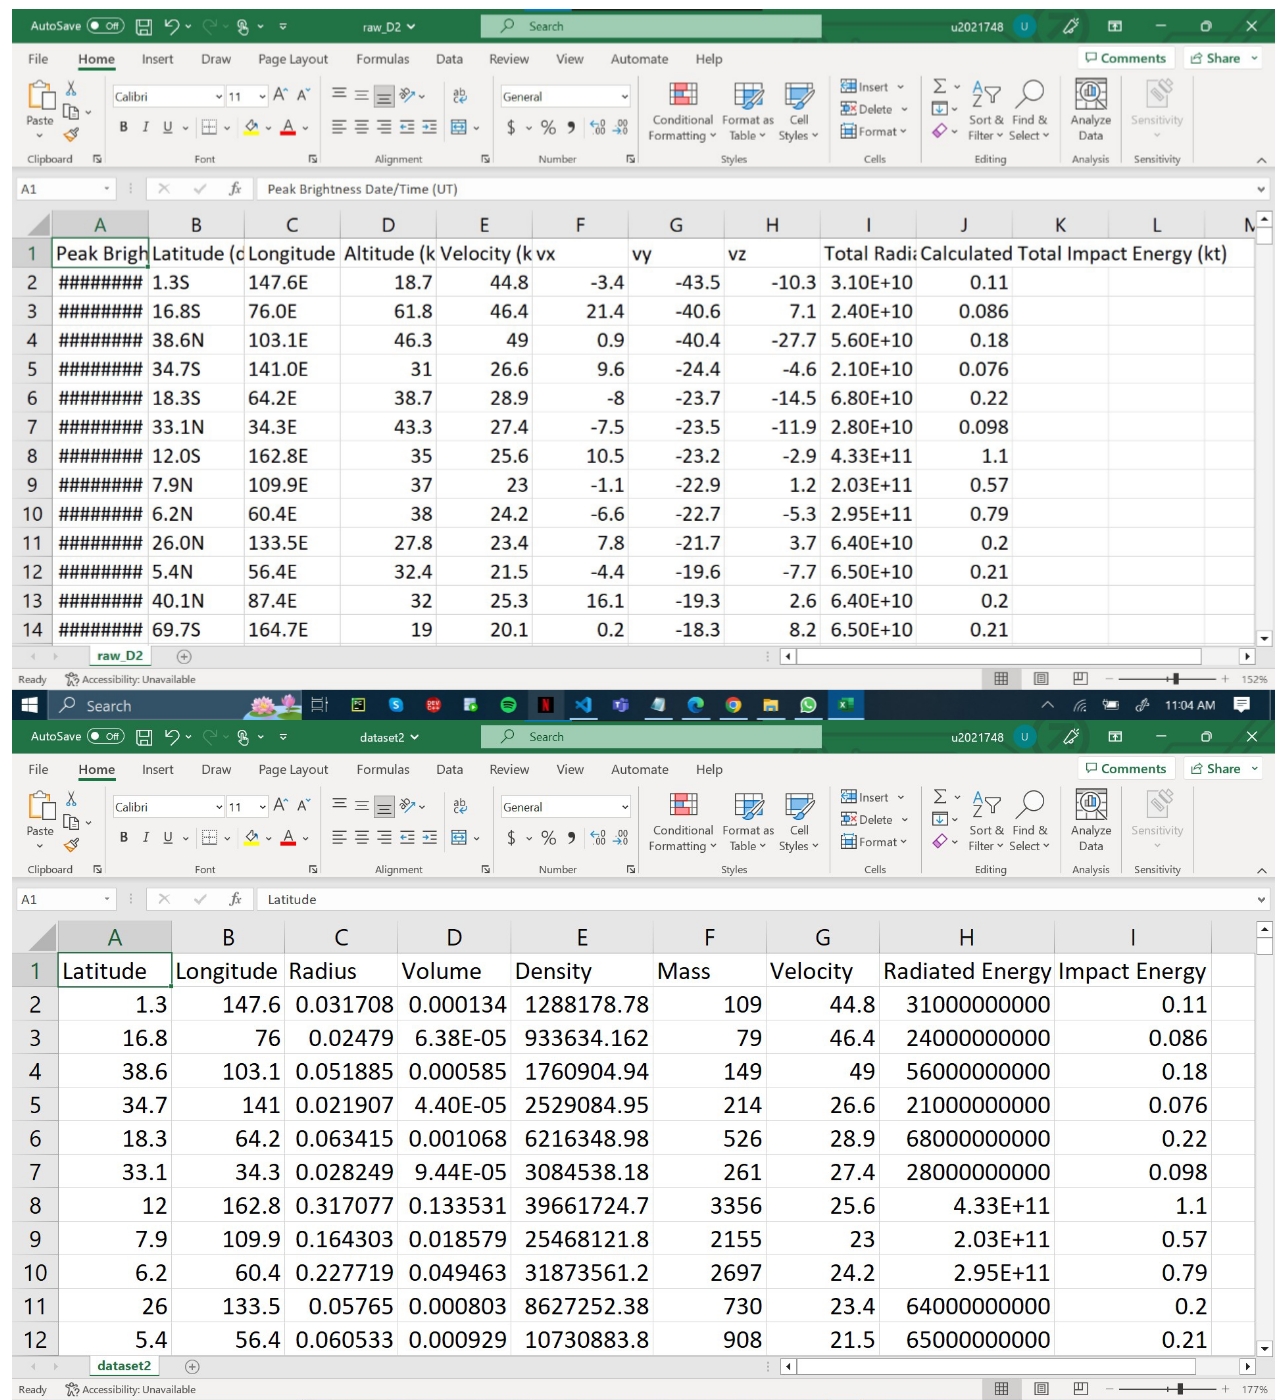 AutoSave Off raw_D2 Search u2021748 U
File Home Insert Draw Page Layout Formulas Data Review View Automate Help Comments Share
Paste Calibri 11 A^ A˅ ab General Conditional Formatting Format as Table Cell Styles Insert Delete Format Sort & Filter Find & Select Analyze Data Sensitivity
B I U A $ % 9
Clipboard Font Alignment Number Styles Cells Editing Analysis Sensitivity
A1 fx Peak Brightness Date/Time (UT)
A B C D E F G H I J K L M
1 Peak Brigh Latitude (d Longitude Altitude (k Velocity (k vx vy vz Total Radia Calculated Total Impact Energy (kt)
2 ######## 1.3S 147.6E 18.7 44.8 -3.4 -43.5 -10.3 3.10E+10 0.11
3 ######## 16.8S 76.0E 61.8 46.4 21.4 -40.6 7.1 2.40E+10 0.086
4 ######## 38.6N 103.1E 46.3 49 0.9 -40.4 -27.7 5.60E+10 0.18
5 ######## 34.7S 141.0E 31 26.6 9.6 -24.4 -4.6 2.10E+10 0.076
6 ######## 18.3S 64.2E 38.7 28.9 -8 -23.7 -14.5 6.80E+10 0.22
7 ######## 33.1N 34.3E 43.3 27.4 -7.5 -23.5 -11.9 2.80E+10 0.098
8 ######## 12.0S 162.8E 35 25.6 10.5 -23.2 -2.9 4.33E+11 1.1
9 ######## 7.9N 109.9E 37 23 -1.1 -22.9 1.2 2.03E+11 0.57
10 ######## 6.2N 60.4E 38 24.2 -6.6 -22.7 -5.3 2.95E+11 0.79
11 ######## 26.0N 133.5E 27.8 23.4 7.8 -21.7 3.7 6.40E+10 0.2
12 ######## 5.4N 56.4E 32.4 21.5 -4.4 -19.6 -7.7 6.50E+10 0.21
13 ######## 40.1N 87.4E 32 25.3 16.1 -19.3 2.6 6.40E+10 0.2
14 ######## 69.7S 164.7E 19 20.1 0.2 -18.3 8.2 6.50E+10 0.21
raw_D2
Ready Accessibility: Unavailable 152%
Search 11:04 AM
AutoSave Off dataset2 Search u2021748 U
File Home Insert Draw Page Layout Formulas Data Review View Automate Help Comments Share
Paste Calibri 11 A^ A˅ ab General Conditional Formatting Format as Table Cell Styles Insert Delete Format Sort & Filter Find & Select Analyze Data Sensitivity
B I U A $ % 9
Clipboard Font Alignment Number Styles Cells Editing Analysis Sensitivity
A1 fx Latitude
A B C D E F G H I
1 Latitude Longitude Radius Volume Density Mass Velocity Radiated Energy Impact Energy
2 1.3 147.6 0.031708 0.000134 1288178.78 109 44.8 31000000000 0.11
3 16.8 76 0.02479 6.38E-05 933634.162 79 46.4 24000000000 0.086
4 38.6 103.1 0.051885 0.000585 1760904.94 149 49 56000000000 0.18
5 34.7 141 0.021907 4.40E-05 2529084.95 214 26.6 21000000000 0.076
6 18.3 64.2 0.063415 0.001068 6216348.98 526 28.9 68000000000 0.22
7 33.1 34.3 0.028249 9.44E-05 3084538.18 261 27.4 28000000000 0.098
8 12 162.8 0.317077 0.133531 39661724.7 3356 25.6 4.33E+11 1.1
9 7.9 109.9 0.164303 0.018579 25468121.8 2155 23 2.03E+11 0.57
10 6.2 60.4 0.227719 0.049463 31873561.2 2697 24.2 2.95E+11 0.79
11 26 133.5 0.05765 0.000803 8627252.38 730 23.4 64000000000 0.2
12 5.4 56.4 0.060533 0.000929 10730883.8 908 21.5 65000000000 0.21
dataset2
Ready Accessibility: Unavailable 177%